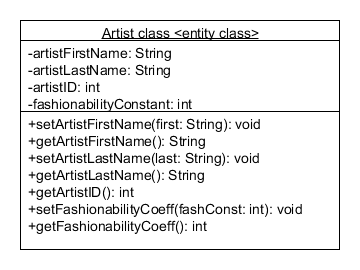 Artist class <entity class>
-artistFirstName: String
-artistLastName: String
-artistID: int
-fashionabilityConstant: int
+setArtistFirstName(first: String): void
+getArtistFirstName(): String
+setArtistLastName(last: String): void
+getArtistLastName(): String
+getArtistID(): int
+setFashionabilityCoeff(fashConst: int): void
+getFashionabilityCoeff(): int